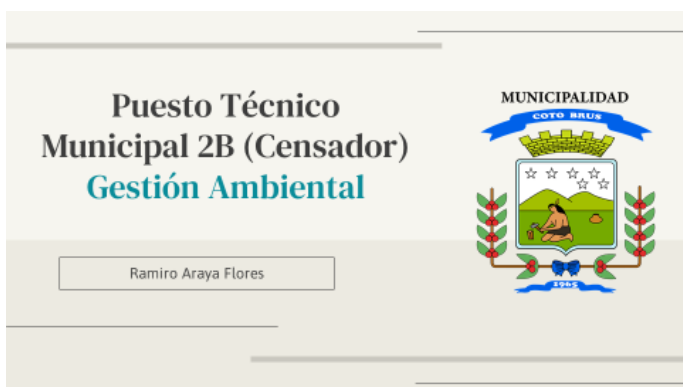 Puesto Técnico
Municipal 2B (Censador)
Gestión Ambiental
Ramiro Araya Flores
MUNICIPALIDAD
COTO BRUS
1965